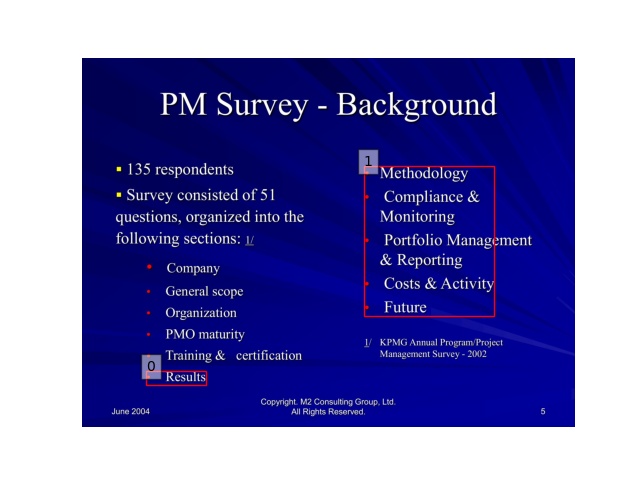 PM Survey - Background
▪ 135 respondents
▪ Survey consisted of 51
questions, organized into the
following sections: 1/
• Company
• General scope
• Organization
• PMO maturity
• Training & certification
0
• Results
1
• Methodology
• Compliance &
Monitoring
• Portfolio Management
& Reporting
• Costs & Activity
• Future
1/ KPMG Annual Program/Project
Management Survey - 2002
June 2004
Copyright. M2 Consulting Group, Ltd.
All Rights Reserved.
5